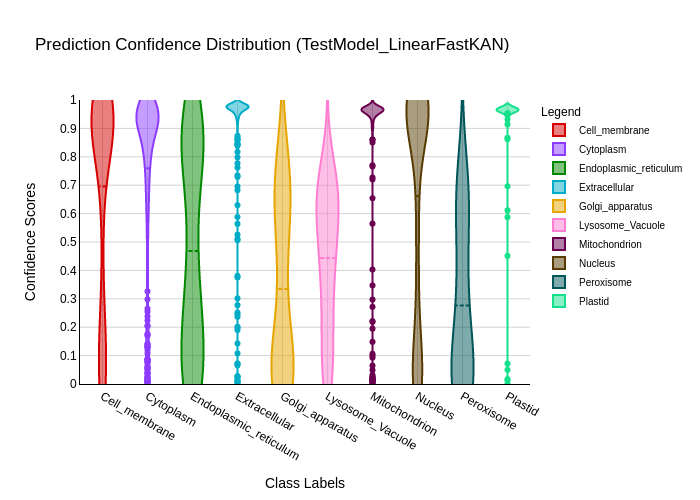 Prediction Confidence Distribution (TestModel_LinearFastKAN)
Legend
Cell_membrane
Cytoplasm
Endoplasmic_reticulum
Extracellular
Golgi_apparatus
Lysosome_Vacuole
Mitochondrion
Nucleus
Peroxisome
Plastid
Confidence Scores
1
0.9
0.8
0.7
0.6
0.5
0.4
0.3
0.2
0.1
0
Cell_membrane
Cytoplasm
Endoplasmic_reticulum
Extracellular
Golgi_apparatus
Lysosome_Vacuole
Mitochondrion
Nucleus
Peroxisome
Plastid
Class Labels